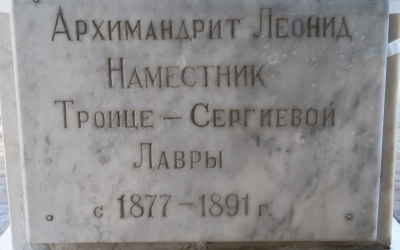 Архимандрит Леонид
Наместник
Троице – Сергиевой
Лавры
с 1877 – 1891 г.